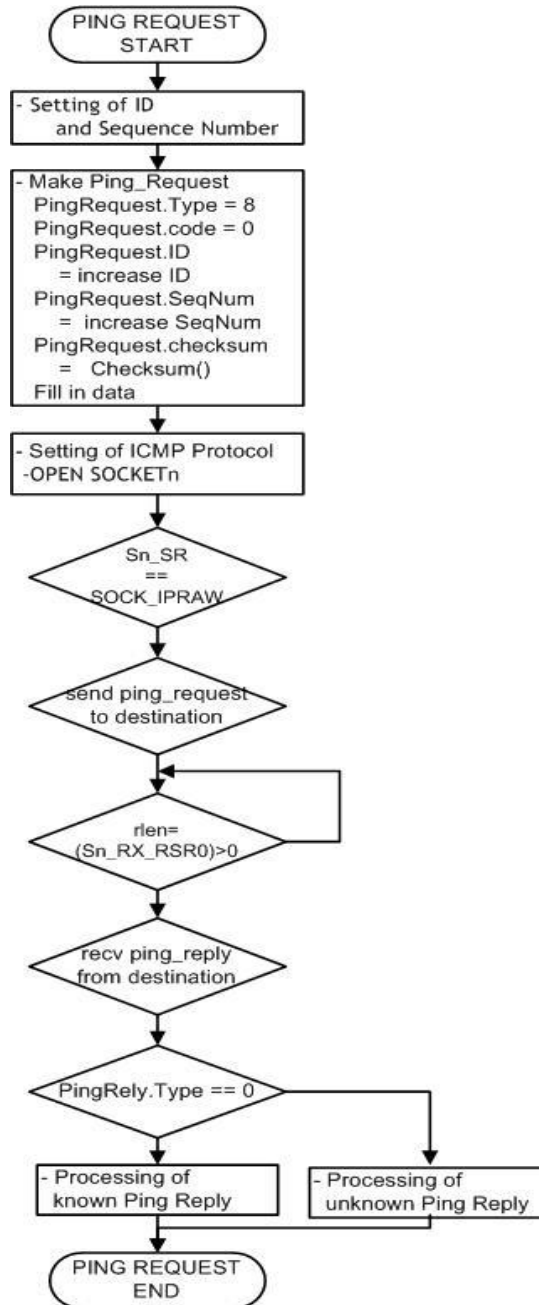 PING REQUEST
START
- Setting of ID
and Sequence Number
- Make Ping_Request
PingRequest.Type = 8
PingRequest.code = 0
PingRequest.ID
= increase ID
PingRequest.SeqNum
= increase SeqNum
PingRequest.checksum
= Checksum()
Fill in data
- Setting of ICMP Protocol
-OPEN SOCKETn
Sn_SR
==
SOCK_IPRAW
send ping_request
to destination
rlen=
(Sn_RX_RSR0)>0
recv ping_reply
from destination
PingRely.Type == 0
- Processing of
known Ping Reply
- Processing of
unknown Ping Reply
PING REQUEST
END